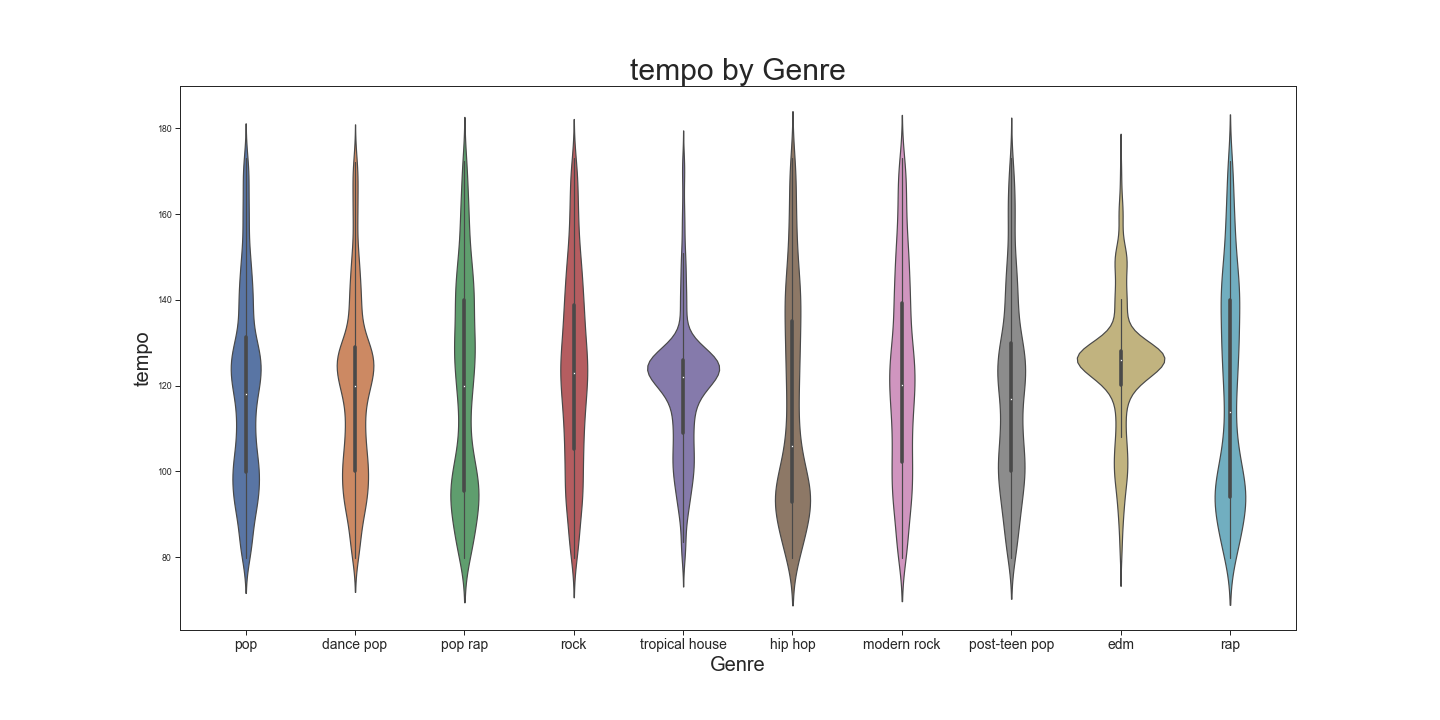 tempo by Genre
180
160
140
120
100
80
tempo
pop dance pop pop rap rock tropical house hip hop modern rock post-teen pop edm rap
Genre